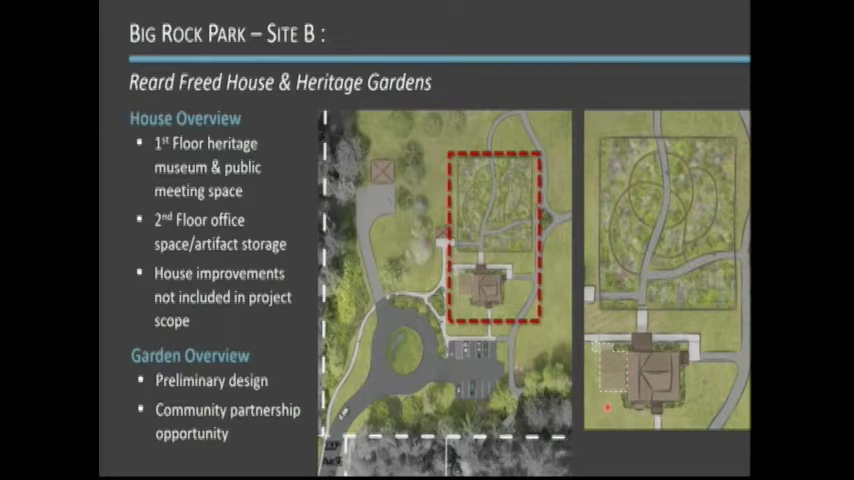 BIG ROCK PARK – SITE B :
Reard Freed House & Heritage Gardens
House Overview
▪ 1st Floor heritage
museum & public
meeting space
▪ 2nd Floor office
space/artifact storage
▪ House improvements
not included in project
scope
Garden Overview
▪ Preliminary design
▪ Community partnership
opportunity